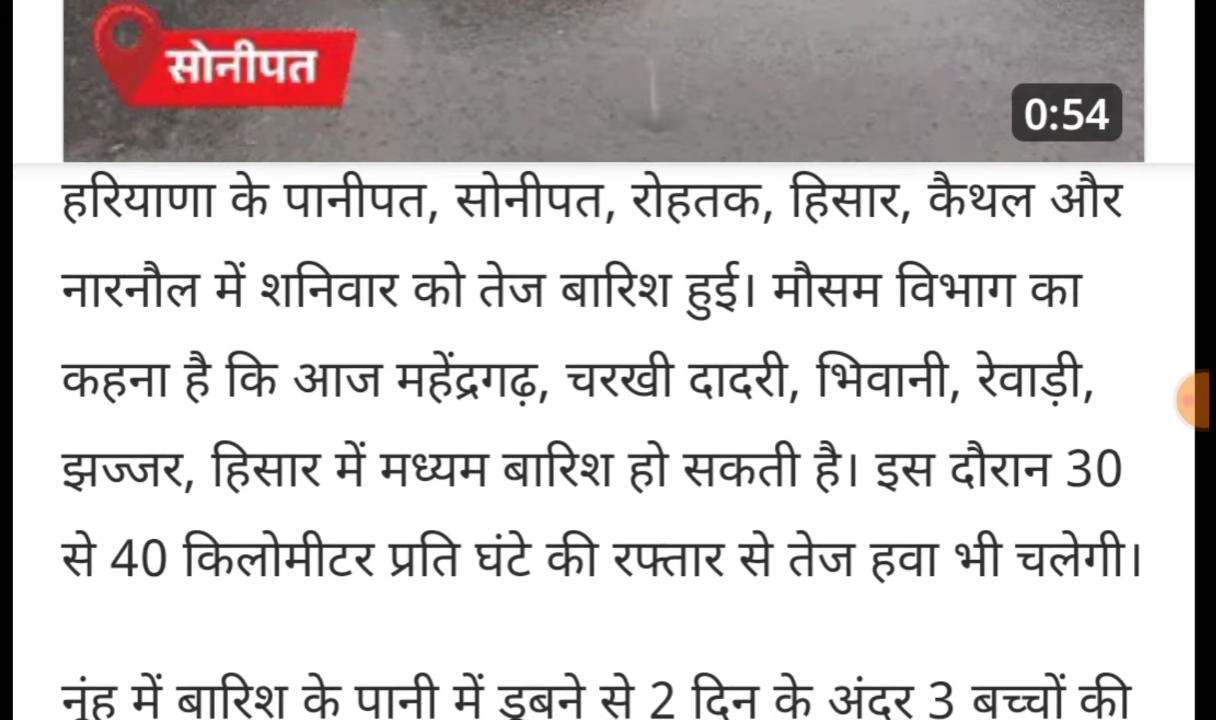 सोनीपत
0:54
हरियाणा के पानीपत, सोनीपत, रोहतक, हिसार, कैथल और
नारनौल में शनिवार को तेज बारिश हुई। मौसम विभाग का
कहना है कि आज महेंद्रगढ़, चरखी दादरी, भिवानी, रेवाड़ी,
झज्जर, हिसार में मध्यम बारिश हो सकती है। इस दौरान 30
से 40 किलोमीटर प्रति घंटे की रफ्तार से तेज हवा भी चलेगी।
नूंह में बारिश के पानी में डूबने से 2 दिन के अंदर 3 बच्चों की